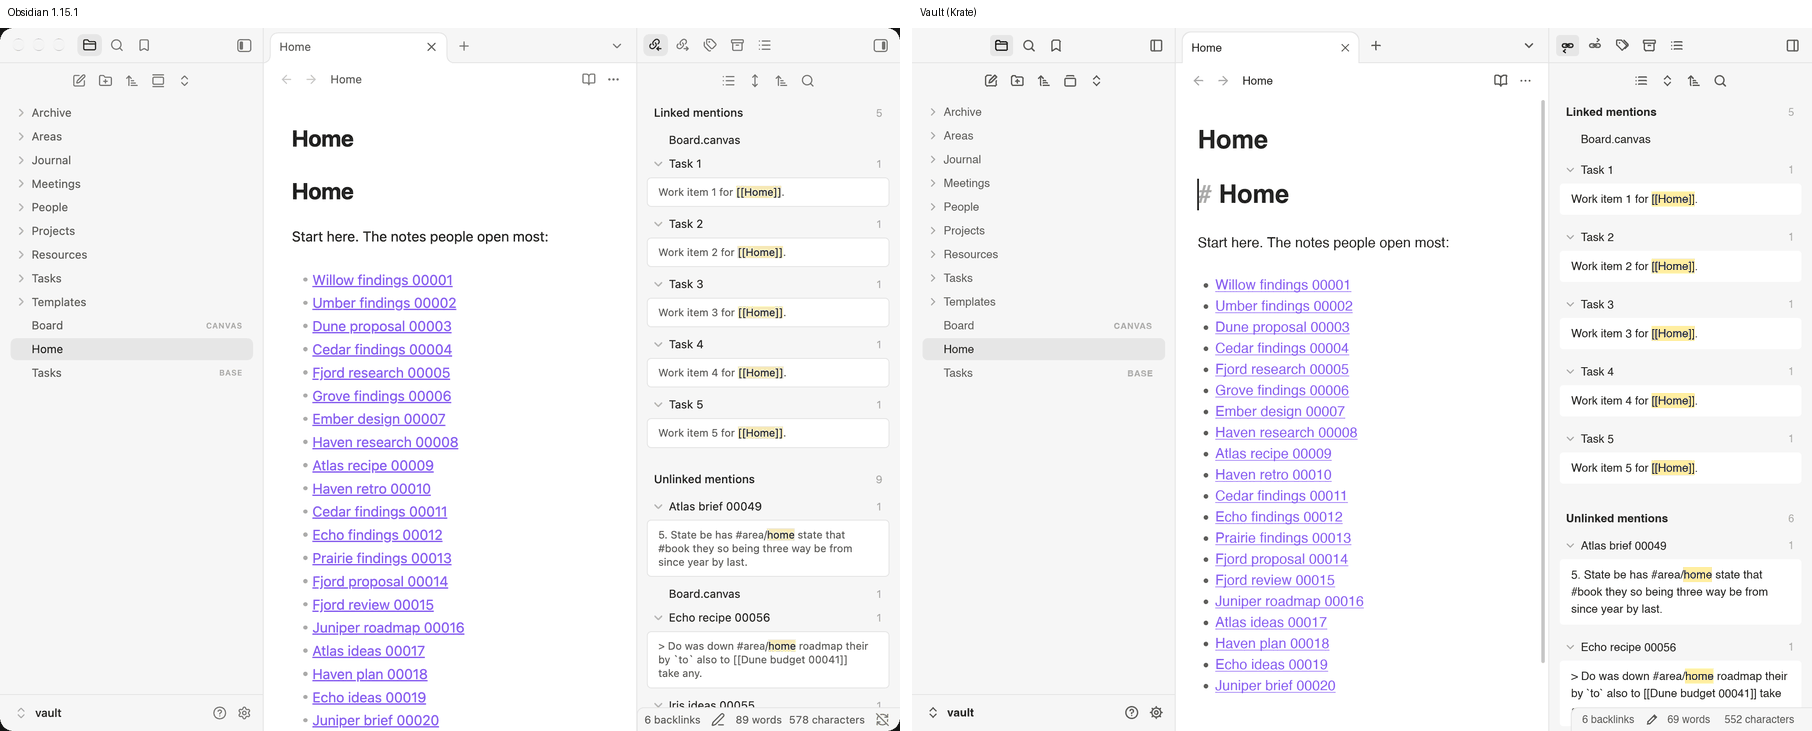 Obsidian 1.15.1
Home
Home
Archive
Areas
Journal
Meetings
People
Projects
Resources
Tasks
Templates
Board CANVAS
Home
Tasks BASE
vault
Home
Home
Start here. The notes people open most:
Willow findings 00001
Umber findings 00002
Dune proposal 00003
Cedar findings 00004
Fjord research 00005
Grove findings 00006
Ember design 00007
Haven research 00008
Atlas recipe 00009
Haven retro 00010
Cedar findings 00011
Echo findings 00012
Prairie findings 00013
Fjord proposal 00014
Fjord review 00015
Juniper roadmap 00016
Atlas ideas 00017
Haven plan 00018
Echo ideas 00019
Juniper brief 00020
Linked mentions 5
Board.canvas
Task 1 1
Work item 1 for [[Home]].
Task 2 1
Work item 2 for [[Home]].
Task 3 1
Work item 3 for [[Home]].
Task 4 1
Work item 4 for [[Home]].
Task 5 1
Work item 5 for [[Home]].
Unlinked mentions 9
Atlas brief 00049 1
5. State be has #area/home state that
#book they so being three way be from
since year by last.
Board.canvas 1
Echo recipe 00056 1
> Do was down #area/home roadmap their
by `to` also to [[Dune budget 00041]]
take any.
Iris ideas 00055
6 backlinks 89 words 578 characters
Vault (Krate)
Home
Home
Archive
Areas
Journal
Meetings
People
Projects
Resources
Tasks
Templates
Board CANVAS
Home
Tasks BASE
vault
Home
# Home
Start here. The notes people open most:
Willow findings 00001
Umber findings 00002
Dune proposal 00003
Cedar findings 00004
Fjord research 00005
Grove findings 00006
Ember design 00007
Haven research 00008
Atlas recipe 00009
Haven retro 00010
Cedar findings 00011
Echo findings 00012
Prairie findings 00013
Fjord proposal 00014
Fjord review 00015
Juniper roadmap 00016
Atlas ideas 00017
Haven plan 00018
Echo ideas 00019
Juniper brief 00020
Linked mentions 5
Board.canvas
Task 1 1
Work item 1 for [[Home]].
Task 2 1
Work item 2 for [[Home]].
Task 3 1
Work item 3 for [[Home]].
Task 4 1
Work item 4 for [[Home]].
Task 5 1
Work item 5 for [[Home]].
Unlinked mentions 6
Atlas brief 00049 1
5. State be has #area/home state that
#book they so being three way be from
since year by last.
Echo recipe 00056 1
> Do was down #area/home roadmap their
by `to` also to [[Dune budget 00041]] take
6 backlinks 69 words 552 characters